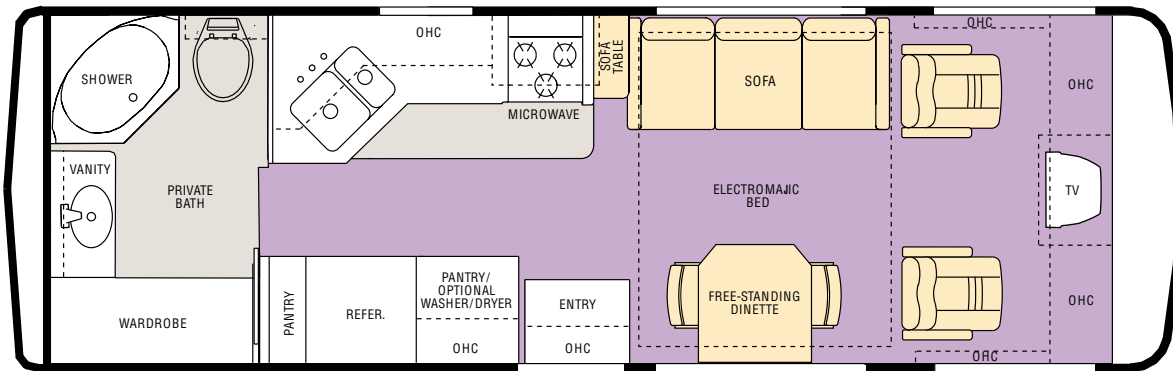 SHOWER
VANITY
PRIVATE
BATH
WARDROBE
OHC
MICROWAVE
SOFA
TABLE
SOFA
OHC
OHC
TV
ELECTROMAJIC
BED
PANTRY
REFER.
PANTRY/
OPTIONAL
WASHER/DRYER
OHC
ENTRY
OHC
FREE-STANDING
DINETTE
OHC
OHC